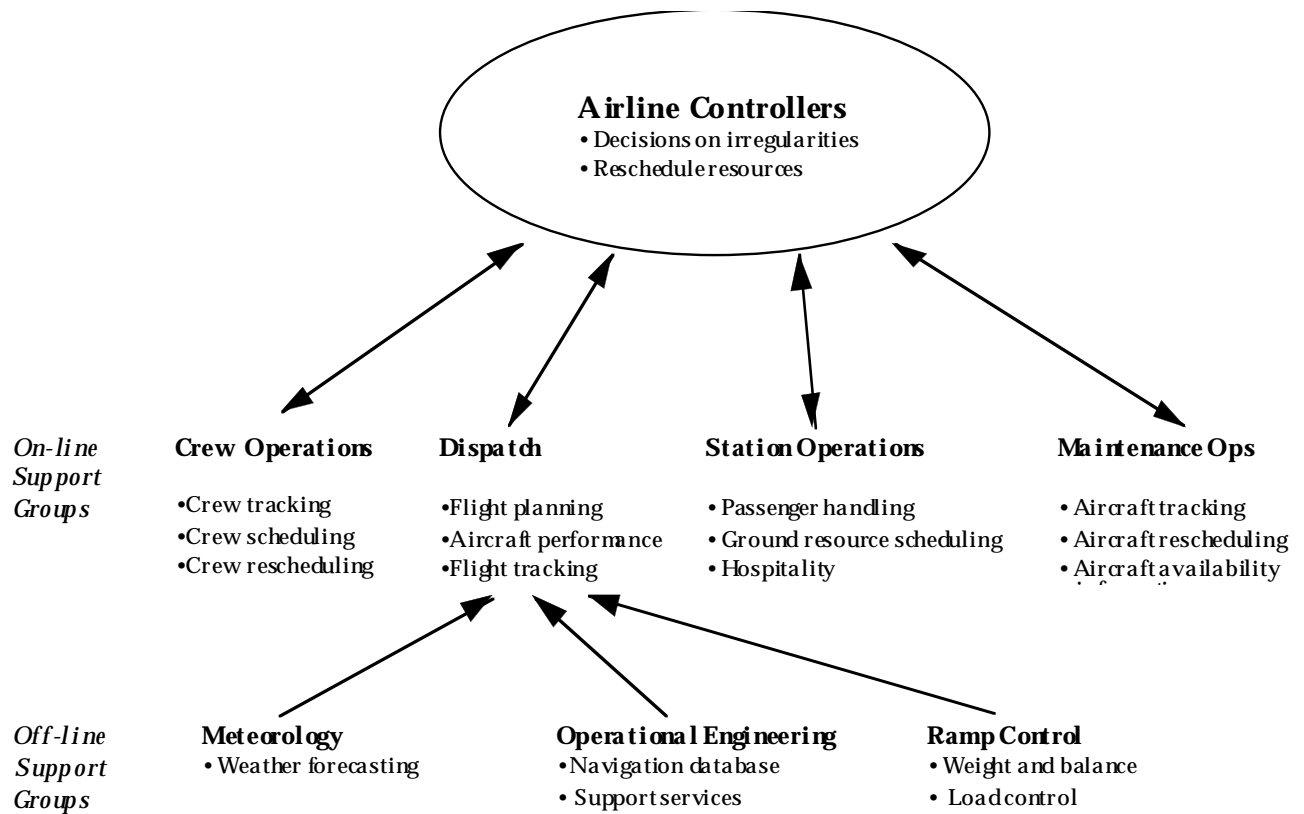 Airline Controllers
• Decisions on irregularities
• Reschedule resources
On-line
Support
Groups
Crew Operations
•Crew tracking
•Crew scheduling
•Crew rescheduling
Dispatch
•Flight planning
•Aircraft performance
•Flight tracking
Station Operations
• Passenger handling
• Ground resource scheduling
• Hospitality
Maintenance Ops
• Aircraft tracking
• Aircraft rescheduling
• Aircraft availability
Off-line
Support
Groups
Meteorology
• Weather forecasting
Operational Engineering
•Navigation database
• Support services
Ramp Control
• Weight and balance
• Load control